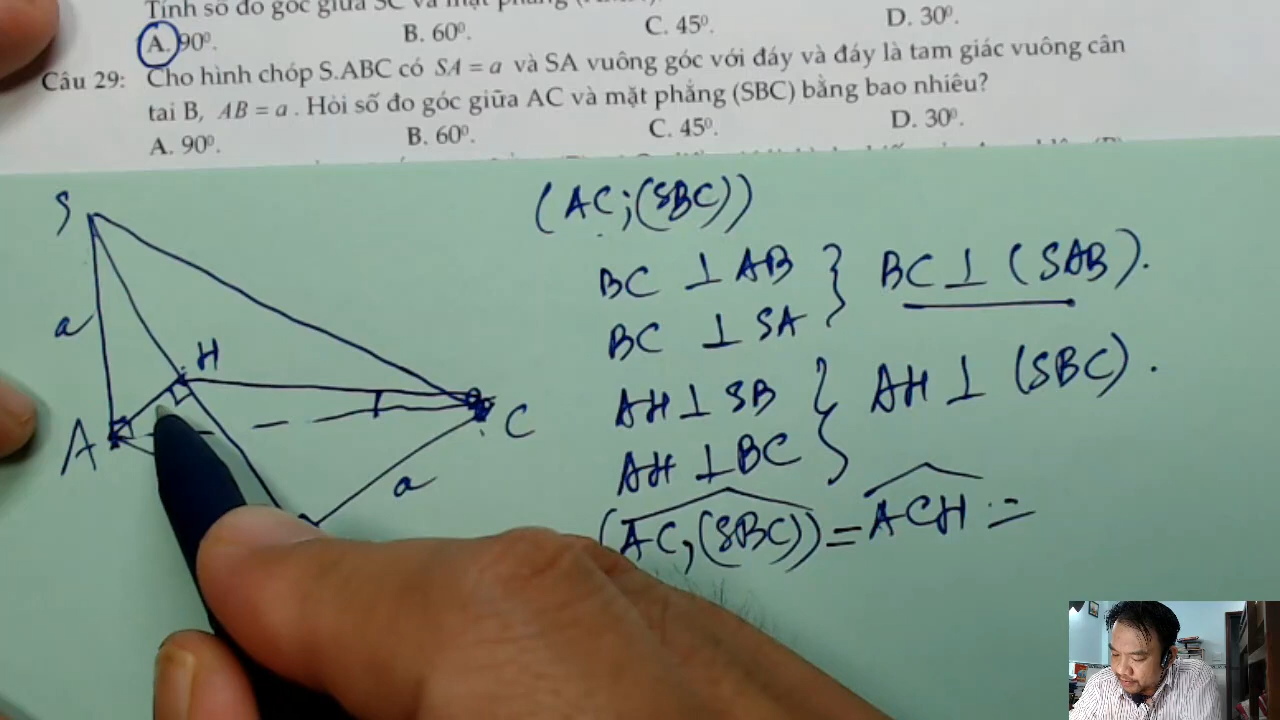 Tính số đo góc giữa SC và mặt phẳng
A. 90⁰. B. 60⁰. C. 45⁰. D. 30⁰.
Câu 29: Cho hình chóp S.ABC có SA = a và SA vuông góc với đáy và đáy là tam giác vuông cân
tại B, AB = a. Hỏi số đo góc giữa AC và mặt phẳng (SBC) bằng bao nhiêu?
A. 90⁰. B. 60⁰. C. 45⁰. D. 30⁰.
S
a
H
A
C
a
(AC;(SBC))
BC ⊥ AB } BC ⊥ (SAB).
BC ⊥ SA
AH ⊥ SB } AH ⊥ (SBC).
AH ⊥ BC
(AC,(SBC)) = ACH =